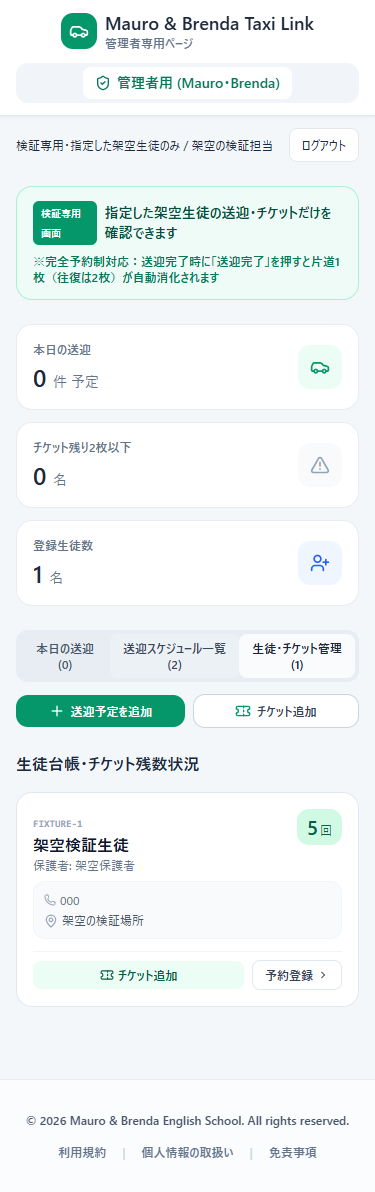 Mauro & Brenda Taxi Link
管理者専用ページ
管理者用 (Mauro・Brenda)
検証専用・指定した架空生徒のみ / 架空の検証担当
ログアウト
検証専用
画面
指定した架空生徒の送迎・チケットだけを
確認できます
※完全予約制対応：送迎完了時に「送迎完了」を押すと片道1
枚（往復は2枚）が自動消化されます
本日の送迎
0 件 予定
チケット残り2枚以下
0 名
登録生徒数
1 名
本日の送迎
(0)
送迎スケジュール一覧
(2)
生徒・チケット管理
(1)
送迎予定を追加
チケット追加
生徒台帳・チケット残数状況
FIXTURE-1
架空検証生徒
保護者: 架空保護者
5 回
000
架空の検証場所
チケット追加
予約登録
© 2026 Mauro & Brenda English School. All rights reserved.
利用規約 | 個人情報の取扱い | 免責事項